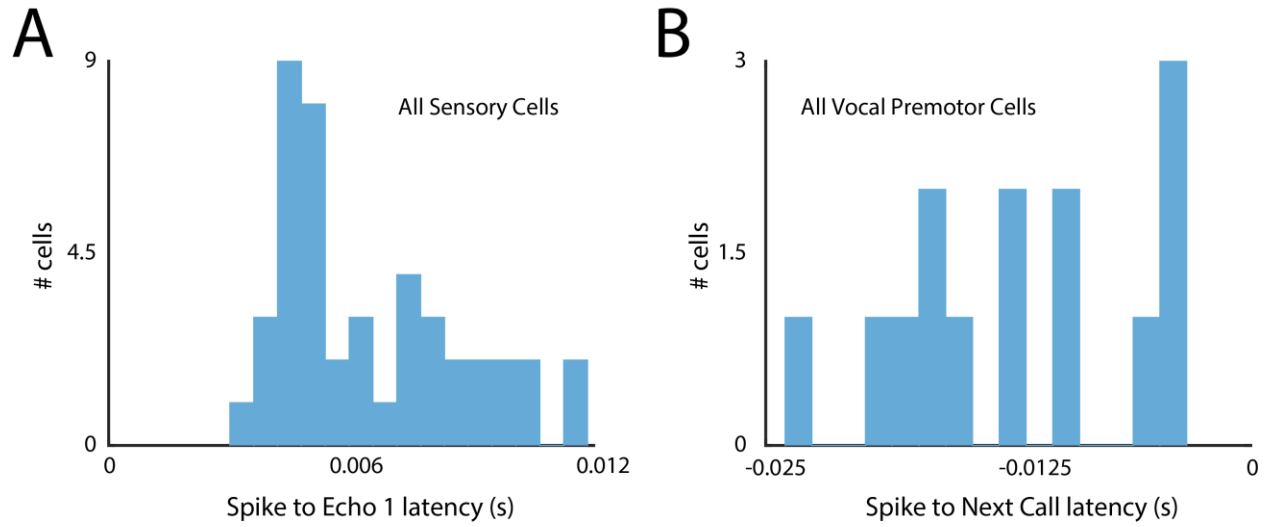 A
B
9
4.5
0
# cells
All Sensory Cells
0
0.006
0.012
Spike to Echo 1 latency (s)
3
1.5
0
# cells
All Vocal Premotor Cells
-0.025
-0.0125
0
Spike to Next Call latency (s)